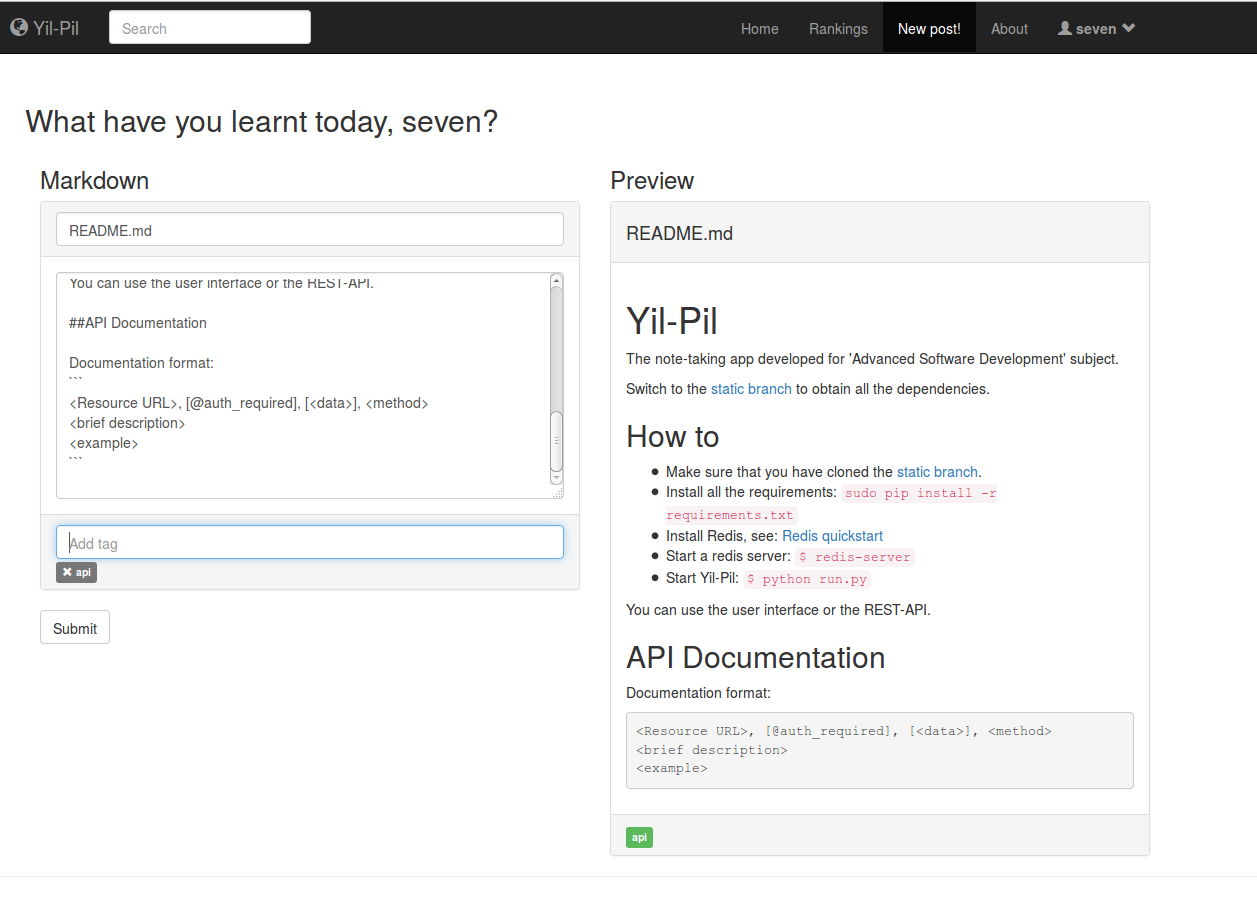 Yil-Pil
Search
Home
Rankings
New post!
About
seven
What have you learnt today, seven?
Markdown
README.md
You can use the user interface or the REST-API.
##API Documentation
Documentation format:
```
<Resource URL>, [@auth_required], [<data>], <method>
<brief description>
<example>
```
Add tag
✖ api
Submit
Preview
README.md
Yil-Pil
The note-taking app developed for 'Advanced Software Development' subject.
Switch to the static branch to obtain all the dependencies.
How to
● Make sure that you have cloned the static branch.
● Install all the requirements: sudo pip install -r
requirements.txt
● Install Redis, see: Redis quickstart
● Start a redis server: $ redis-server
● Start Yil-Pil: $ python run.py
You can use the user interface or the REST-API.
API Documentation
Documentation format:
<Resource URL>, [@auth_required], [<data>], <method>
<brief description>
<example>
api